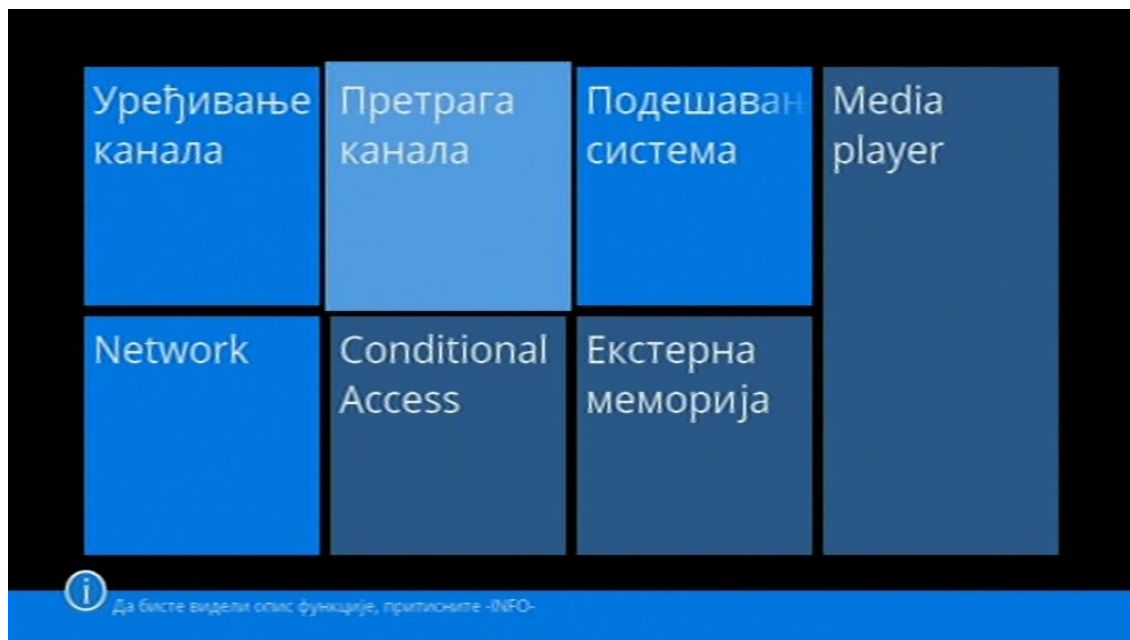 Уређивање
канала
Претрага
канала
Подешавањ
система
Media
player
Network
Conditional
Access
Екстерна
меморија
Да бисте видели опис функције, притисните -INFO-